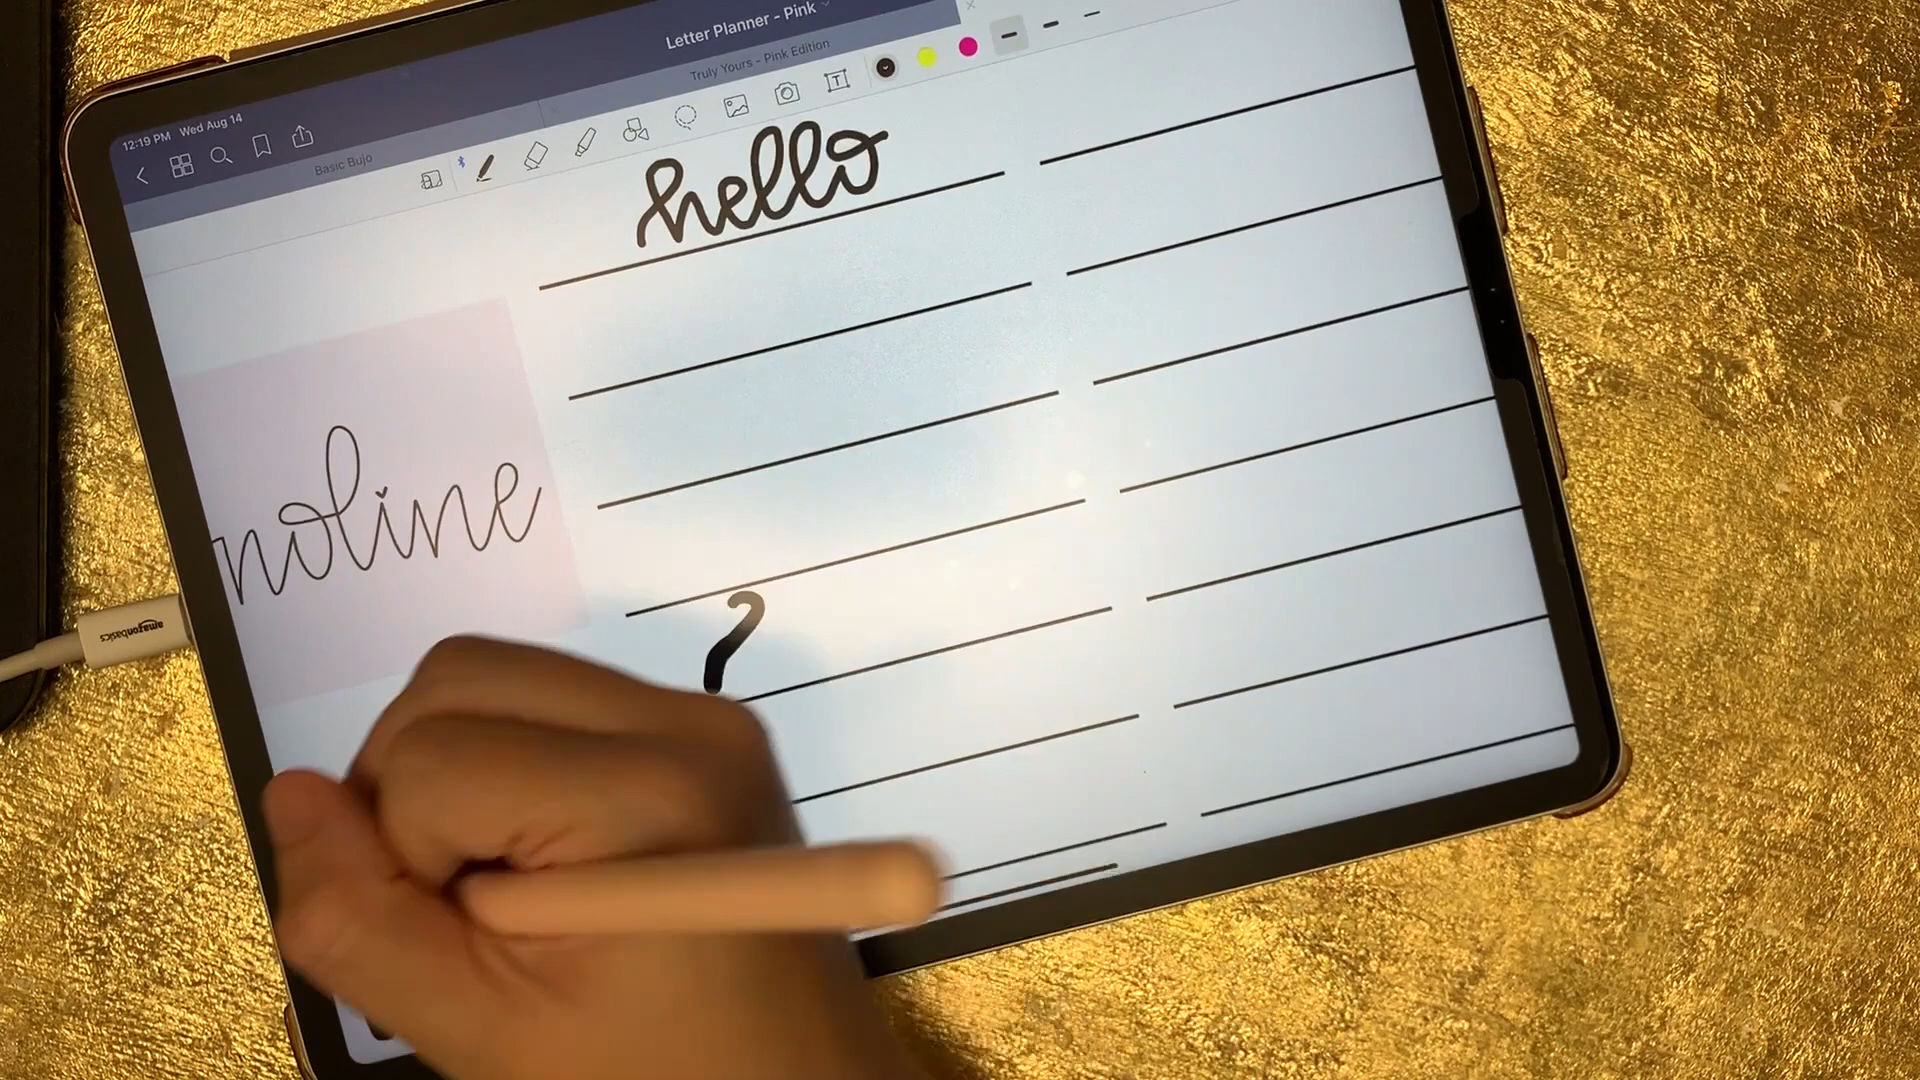 Letter Planner - Pink
Truly Yours - Pink Edition
12:19 PM Wed Aug 14
Basic Bujo
T
hello
noline
?
amazonbasics